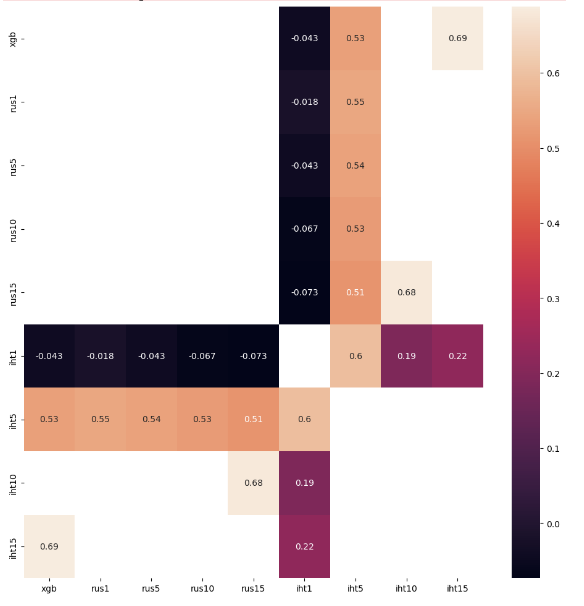 xgb -0.043 0.53 0.69
rus1 -0.018 0.55
rus5 -0.043 0.54
rus10 -0.067 0.53
rus15 -0.073 0.51 0.68
iht1 -0.043 -0.018 -0.043 -0.067 -0.073 0.6 0.19 0.22
iht5 0.53 0.55 0.54 0.53 0.51 0.6
iht10 0.68 0.19
iht15 0.69 0.22
xgb rus1 rus5 rus10 rus15 iht1 iht5 iht10 iht15
0.6
0.5
0.4
0.3
0.2
0.1
0.0